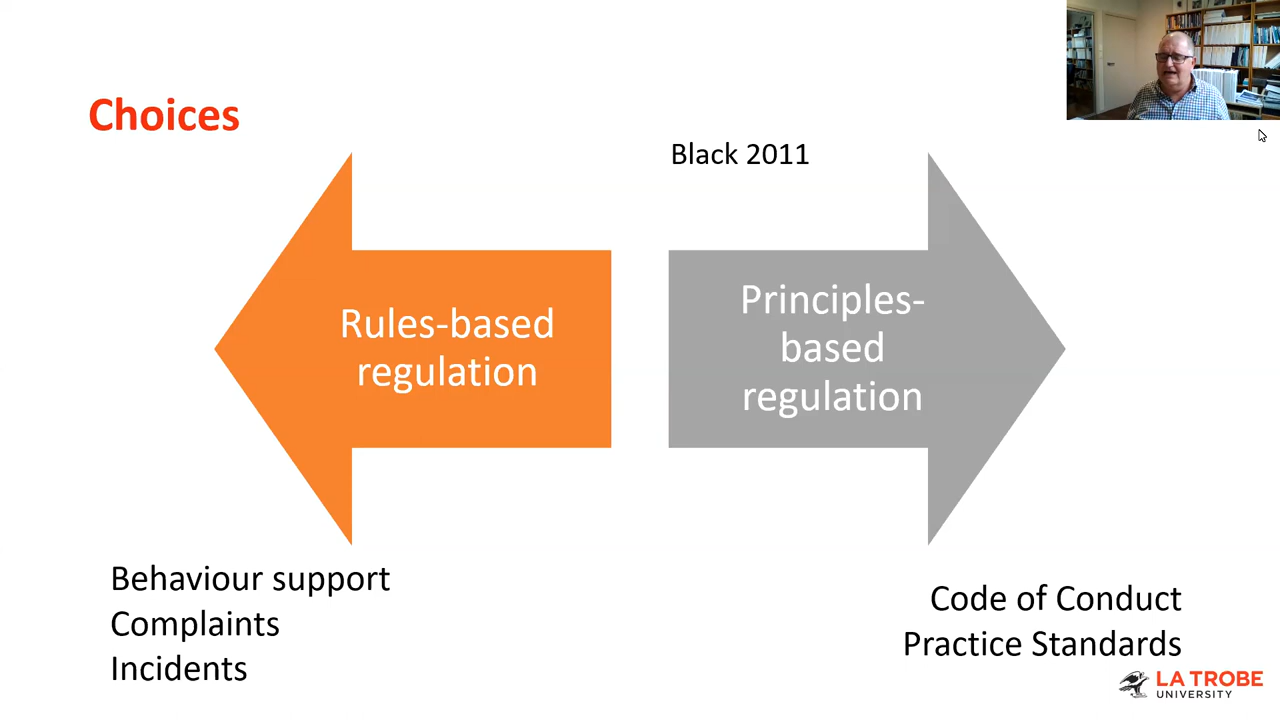 Choices
Black 2011
Rules-based
regulation
Principles-
based
regulation
Behaviour support
Complaints
Incidents
Code of Conduct
Practice Standards
LA TROBE
UNIVERSITY